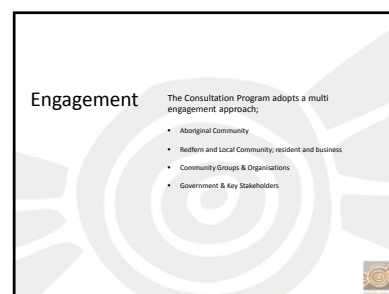 Engagement
The Consultation Program adopts a multi
engagement approach;
• Aboriginal Community
• Redfern and Local Community; resident and business
• Community Groups & Organisations
• Government & Key Stakeholders